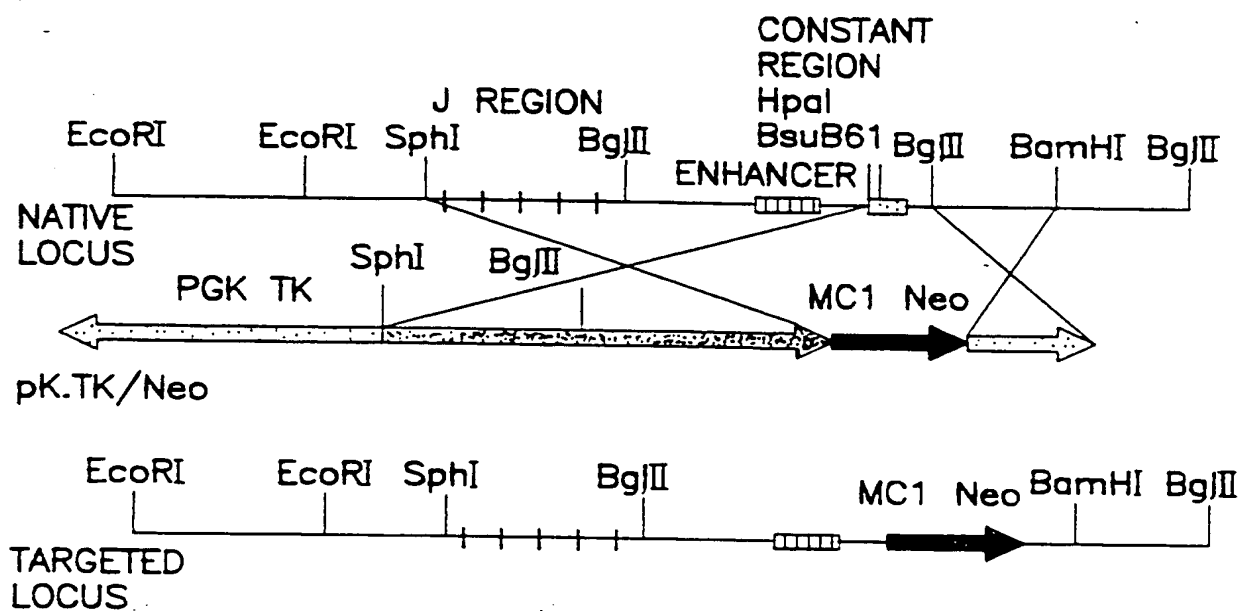 CONSTANT
REGION
HpaI
BsuB61
J REGION
EcoRI EcoRI SphI BglII BglII BamHI BglII
ENHANCER
NATIVE
LOCUS
SphI BglII
PGK TK
MC1 Neo
pK.TK/Neo
EcoRI EcoRI SphI BglII MC1 Neo BamHI BglII
TARGETED
LOCUS